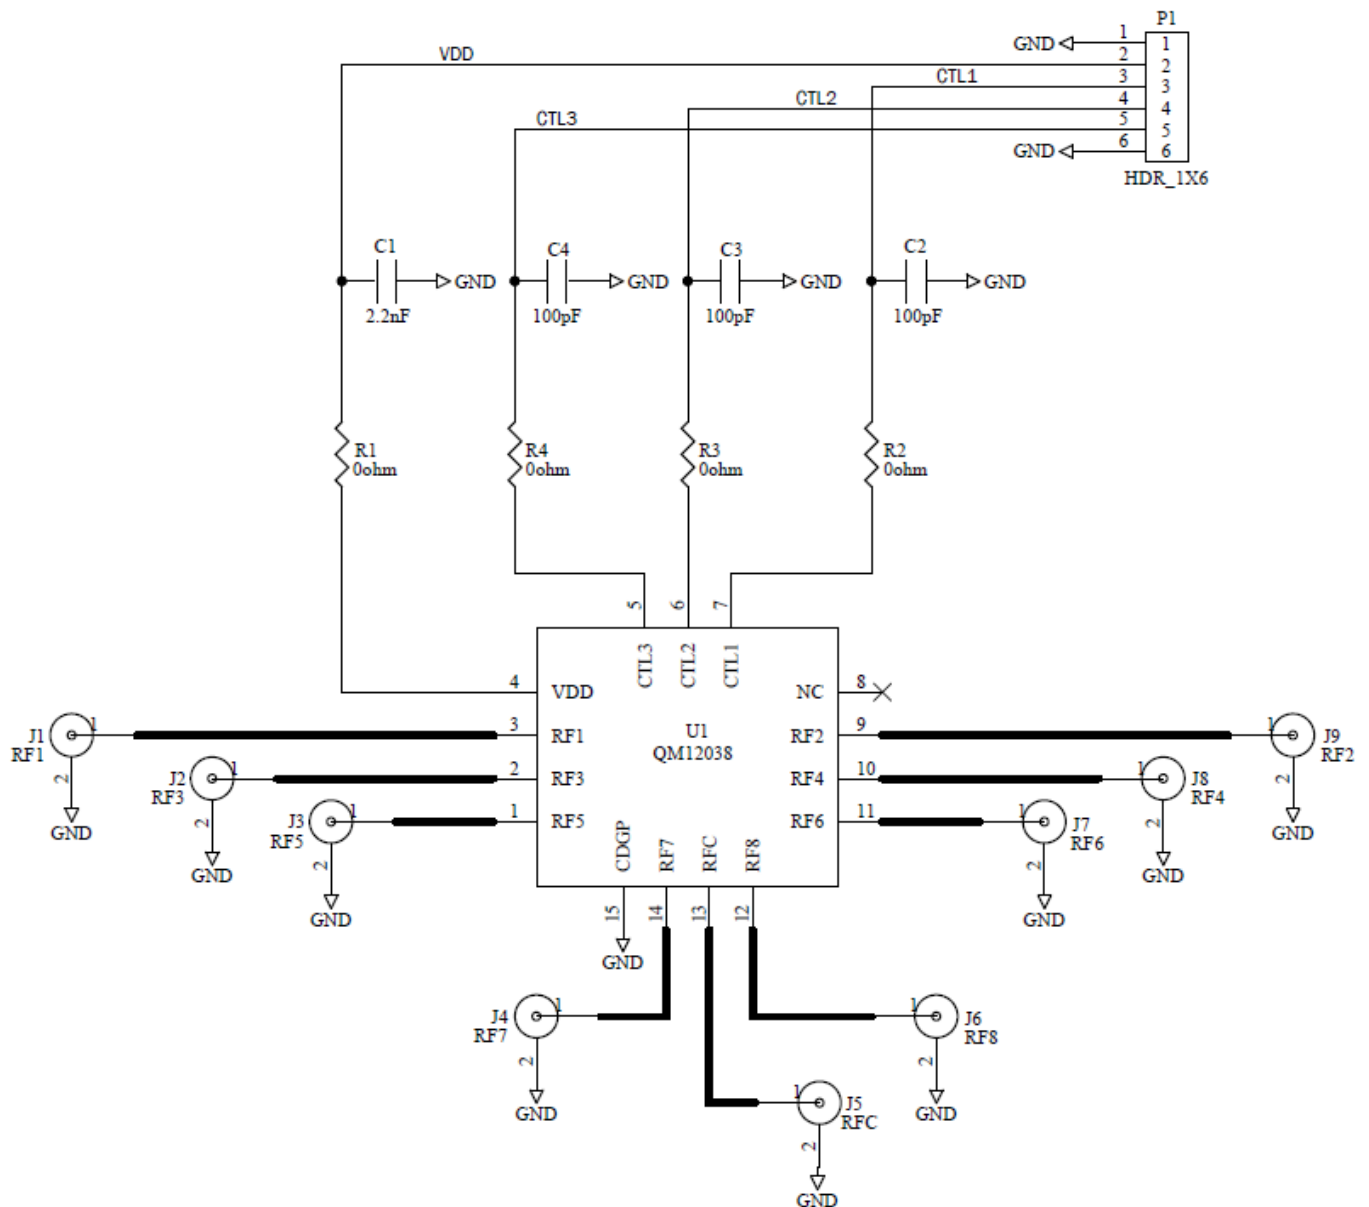 P1
GND
1
1
VDD
2
2
CTL1
3
3
CTL2
4
4
CTL3
5
5
GND
6
6
HDR_1X6
C1
GND
2.2nF
C4
GND
100pF
C3
GND
100pF
C2
GND
100pF
R1
0ohm
R4
0ohm
R3
0ohm
R2
0ohm
5
6
7
CTL3
CTL2
CTL1
4
VDD
NC
8
U1
QM12038
J1
RF1
1
2
GND
3
RF1
RF2
9
1
J9
RF2
2
GND
J2
RF3
1
2
GND
2
RF3
RF4
10
1
J8
RF4
2
GND
J3
RF5
1
2
GND
1
RF5
RF6
11
1
J7
RF6
2
GND
CDGP
RF7
RFC
RF8
15
14
13
12
GND
J4
RF7
1
2
GND
1
J6
RF8
2
GND
1
J5
RFC
2
GND